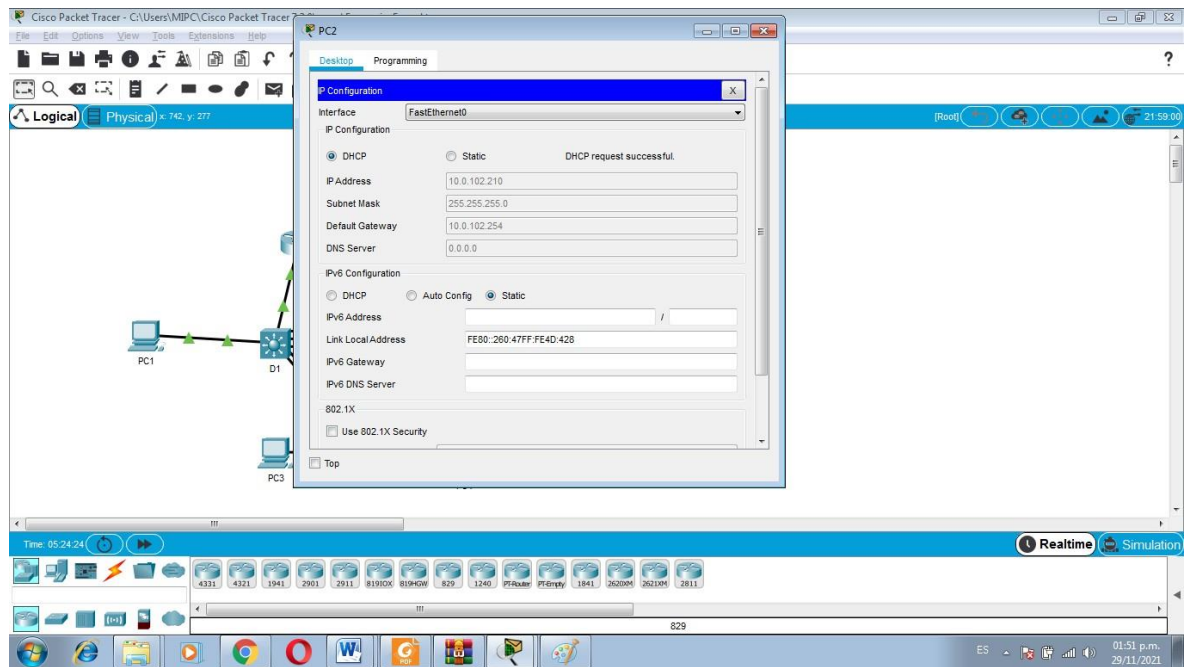 Cisco Packet Tracer - C:\Users\MIPC\Cisco Packet Tracer
File Edit Options View Tools Extensions Help
?
Logical Physical x: 742, y: 277
[Root] 21:59:00
PC2
Desktop Programming
IP Configuration X
Interface FastEthernet0
IP Configuration
DHCP Static DHCP request successful.
IP Address 10.0.102.210
Subnet Mask 255.255.255.0
Default Gateway 10.0.102.254
DNS Server 0.0.0.0
IPv6 Configuration
DHCP Auto Config Static
IPv6 Address /
Link Local Address FE80::260:47FF:FE4D:428
IPv6 Gateway
IPv6 DNS Server
802.1X
Use 802.1X Security
Top
PC1
D1
PC3
Time: 05:24:24
Realtime Simulation
4331 4321 1941 2901 2911 819IOX 819HGW 829 1240 PT-Router PT-Empty 1841 2620XM 2621XM 2811
829
ES 01:51 p.m.
29/11/2021